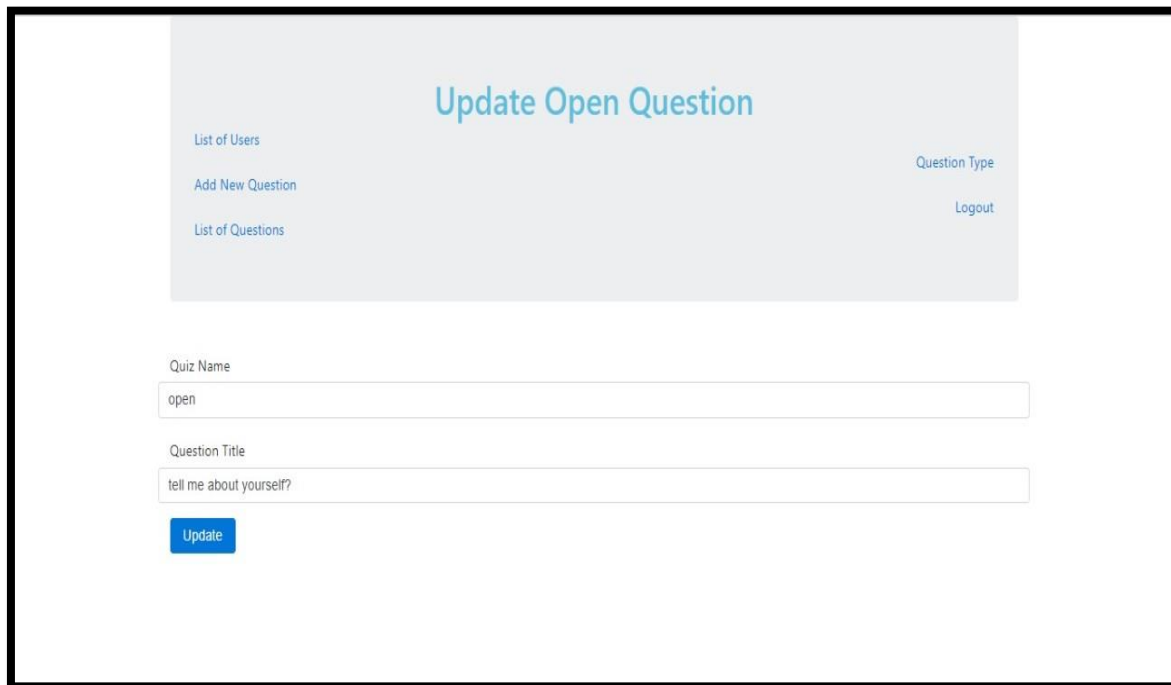 Update Open Question
List of Users
Question Type
Add New Question
Logout
List of Questions
Quiz Name
open
Question Title
tell me about yourself?
Update